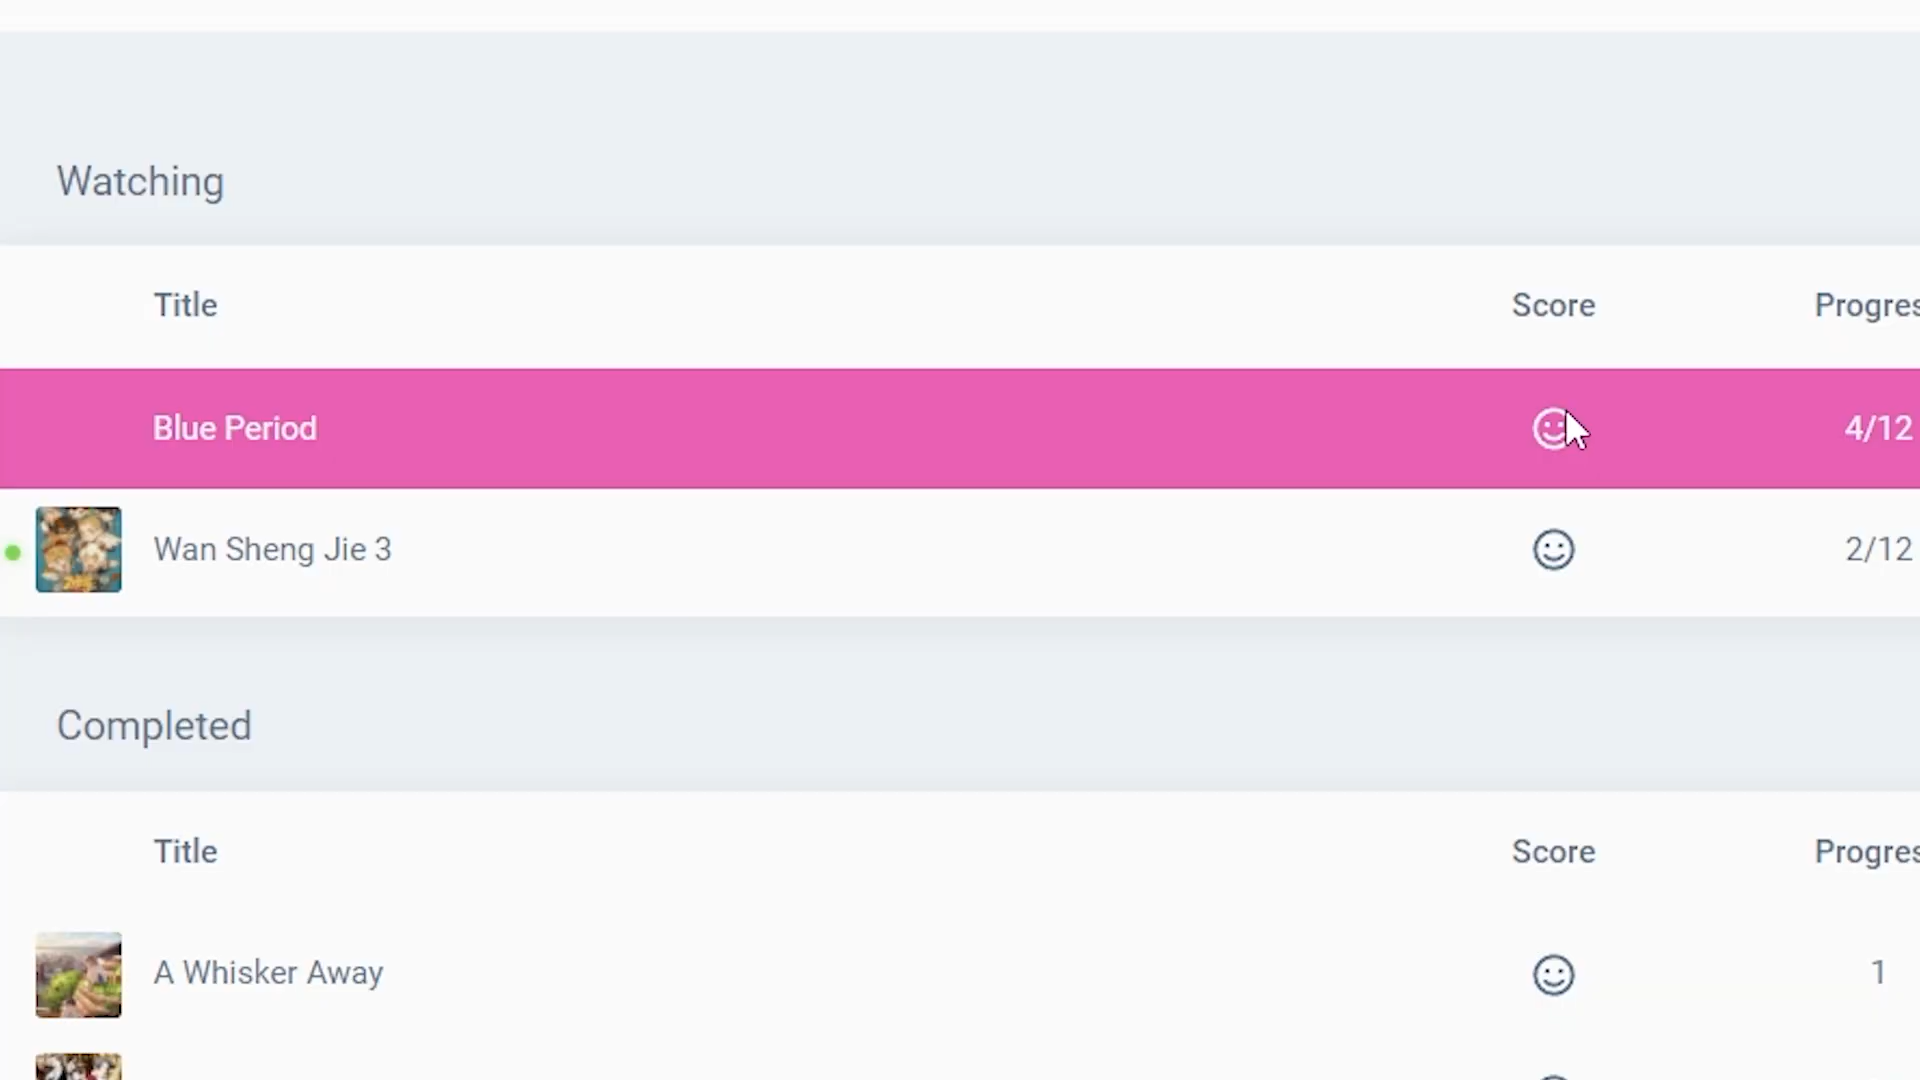 Watching
Title Score Progres
Blue Period 4/12
Wan Sheng Jie 3 2/12
Completed
Title Score Progres
A Whisker Away 1